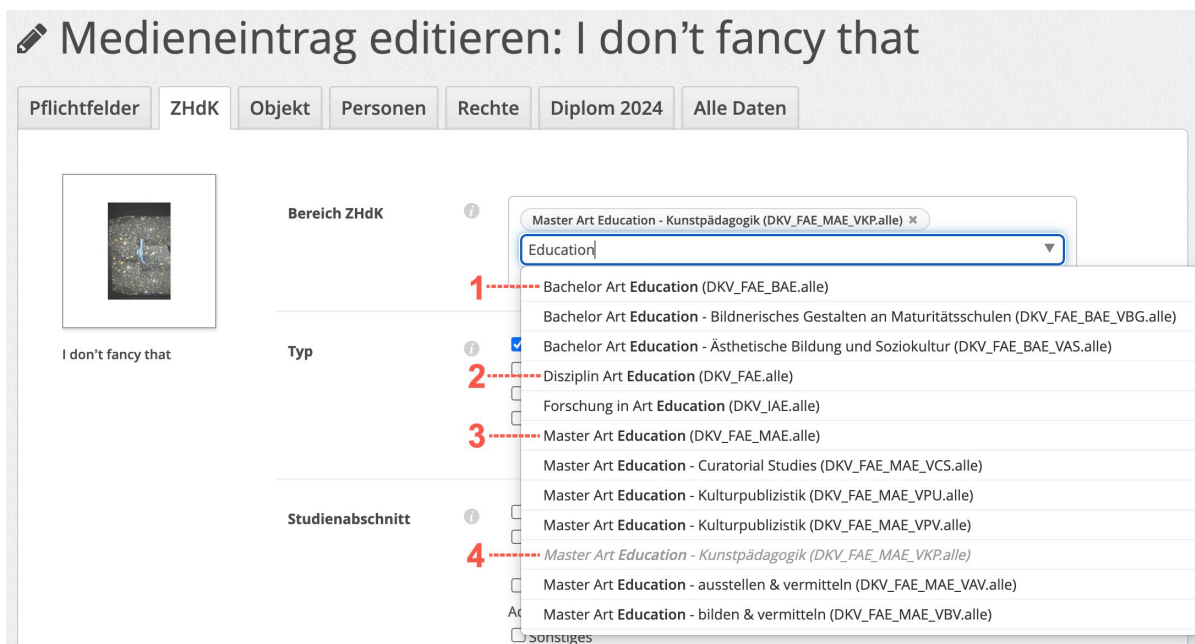 Medieneintrag editieren: I don't fancy that
Pflichtfelder ZHdK Objekt Personen Rechte Diplom 2024 Alle Daten
Bereich ZHdK
Master Art Education - Kunstpädagogik (DKV_FAE_MAE_VKP.alle) ×
Education
1 Bachelor Art Education (DKV_FAE_BAE.alle)
Bachelor Art Education - Bildnerisches Gestalten an Maturitätsschulen (DKV_FAE_BAE_VBG.alle)
I don't fancy that
Typ
Bachelor Art Education - Ästhetische Bildung und Soziokultur (DKV_FAE_BAE_VAS.alle)
2 Disziplin Art Education (DKV_FAE.alle)
Forschung in Art Education (DKV_IAE.alle)
3 Master Art Education (DKV_FAE_MAE.alle)
Master Art Education - Curatorial Studies (DKV_FAE_MAE_VCS.alle)
Master Art Education - Kulturpublizistik (DKV_FAE_MAE_VPU.alle)
Studienabschnitt
Master Art Education - Kulturpublizistik (DKV_FAE_MAE_VPV.alle)
4 Master Art Education - Kunstpädagogik (DKV_FAE_MAE_VKP.alle)
Master Art Education - ausstellen & vermitteln (DKV_FAE_MAE_VAV.alle)
Master Art Education - bilden & vermitteln (DKV_FAE_MAE_VBV.alle)
Sonstiges